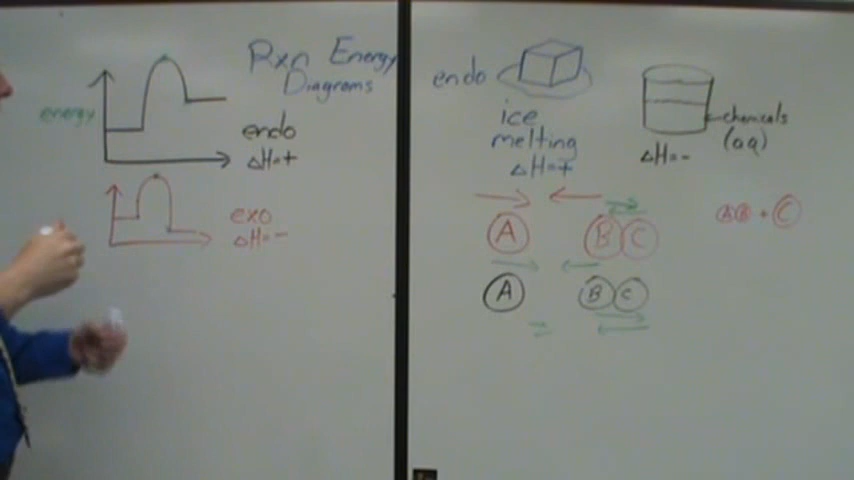 Rxn Energy
Diagrams
energy
endo
ΔH=+
exo
ΔH=-
endo
ice
melting
ΔH=+
chemicals
(aq)
ΔH=-
A
B C
AB + C
A
B C